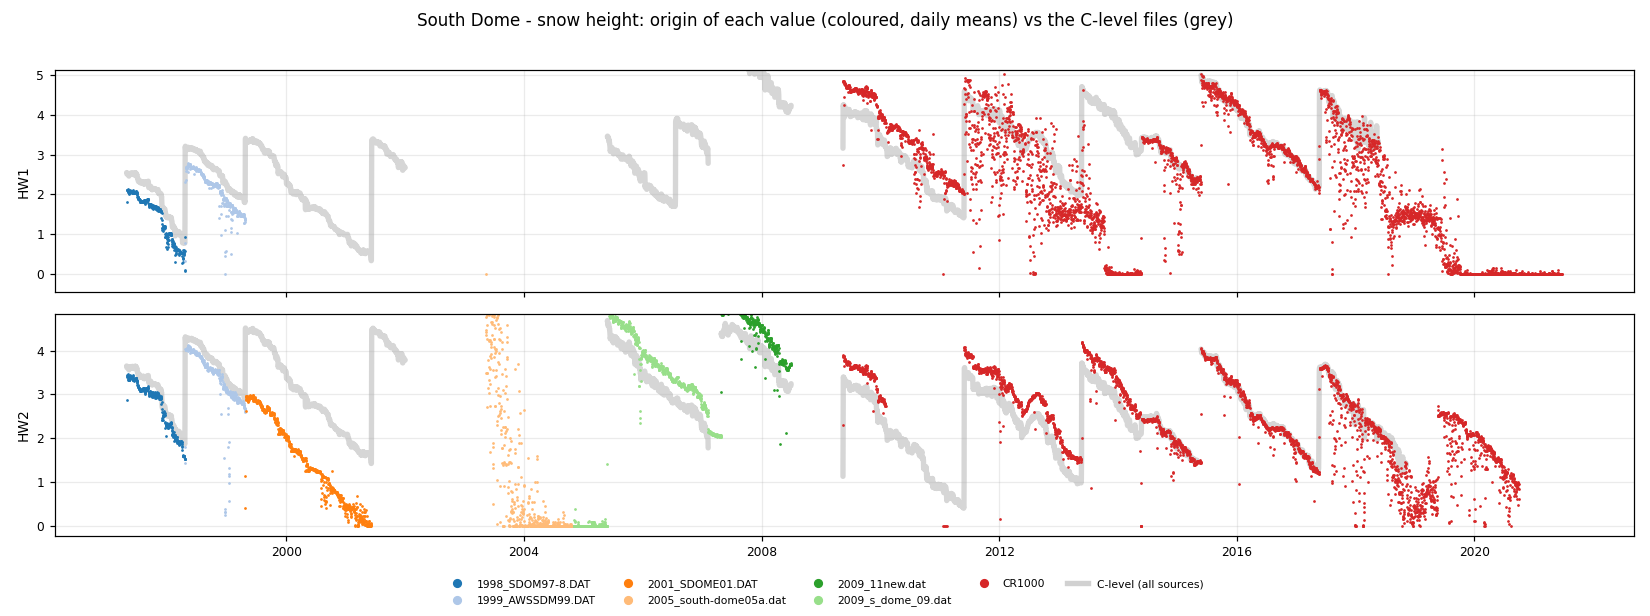 South Dome - snow height: origin of each value (coloured, daily means) vs the C-level files (grey)
5
4
3
2
1
0
HW1
4
3
2
1
0
HW2
2000 2004 2008 2012 2016 2020
1998_SDOM97-8.DAT 2001_SDOME01.DAT 2009_11new.dat CR1000 C-level (all sources)
1999_AWSSDM99.DAT 2005_south-dome05a.dat 2009_s_dome_09.dat